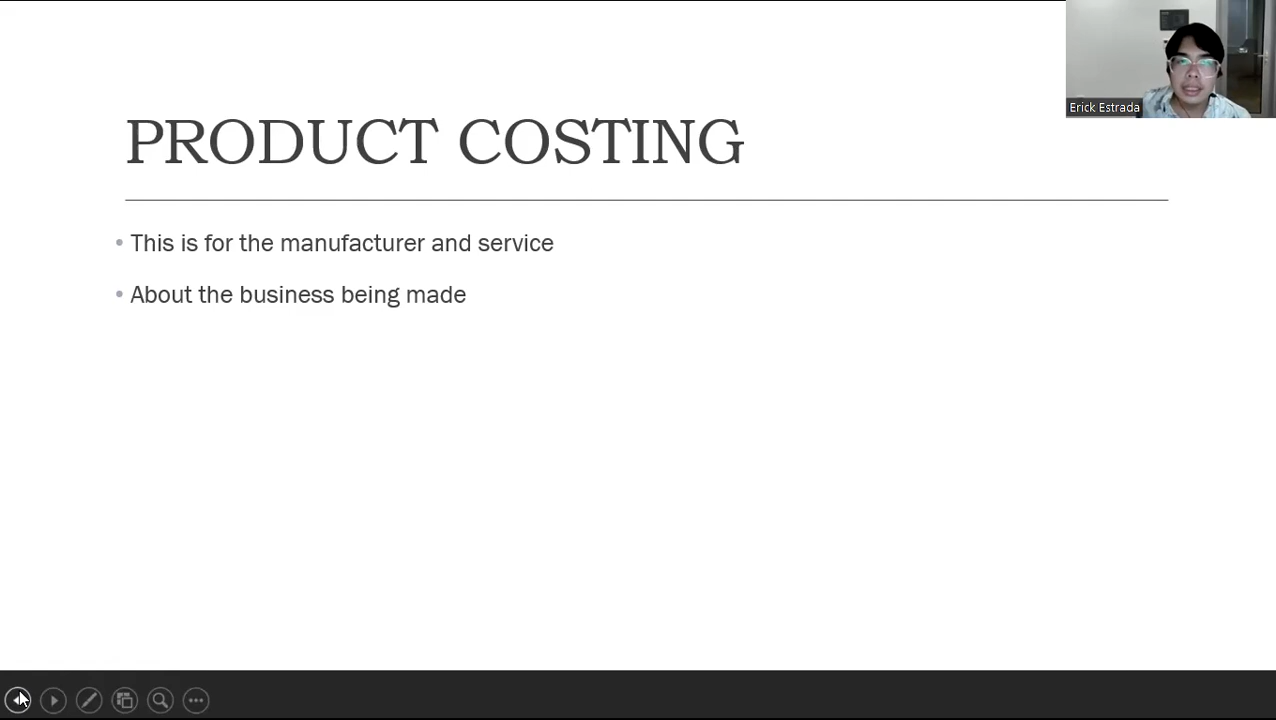 PRODUCT COSTING
• This is for the manufacturer and service
• About the business being made
Erick Estrada